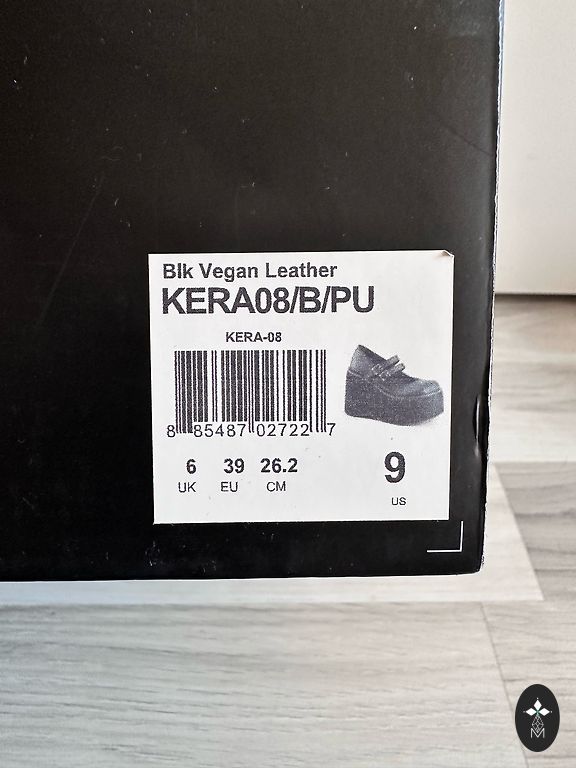 Blk Vegan Leather
KERA08/B/PU
KERA-08
8 85487 02722 7
6 39 26.2 9
UK EU CM US
M